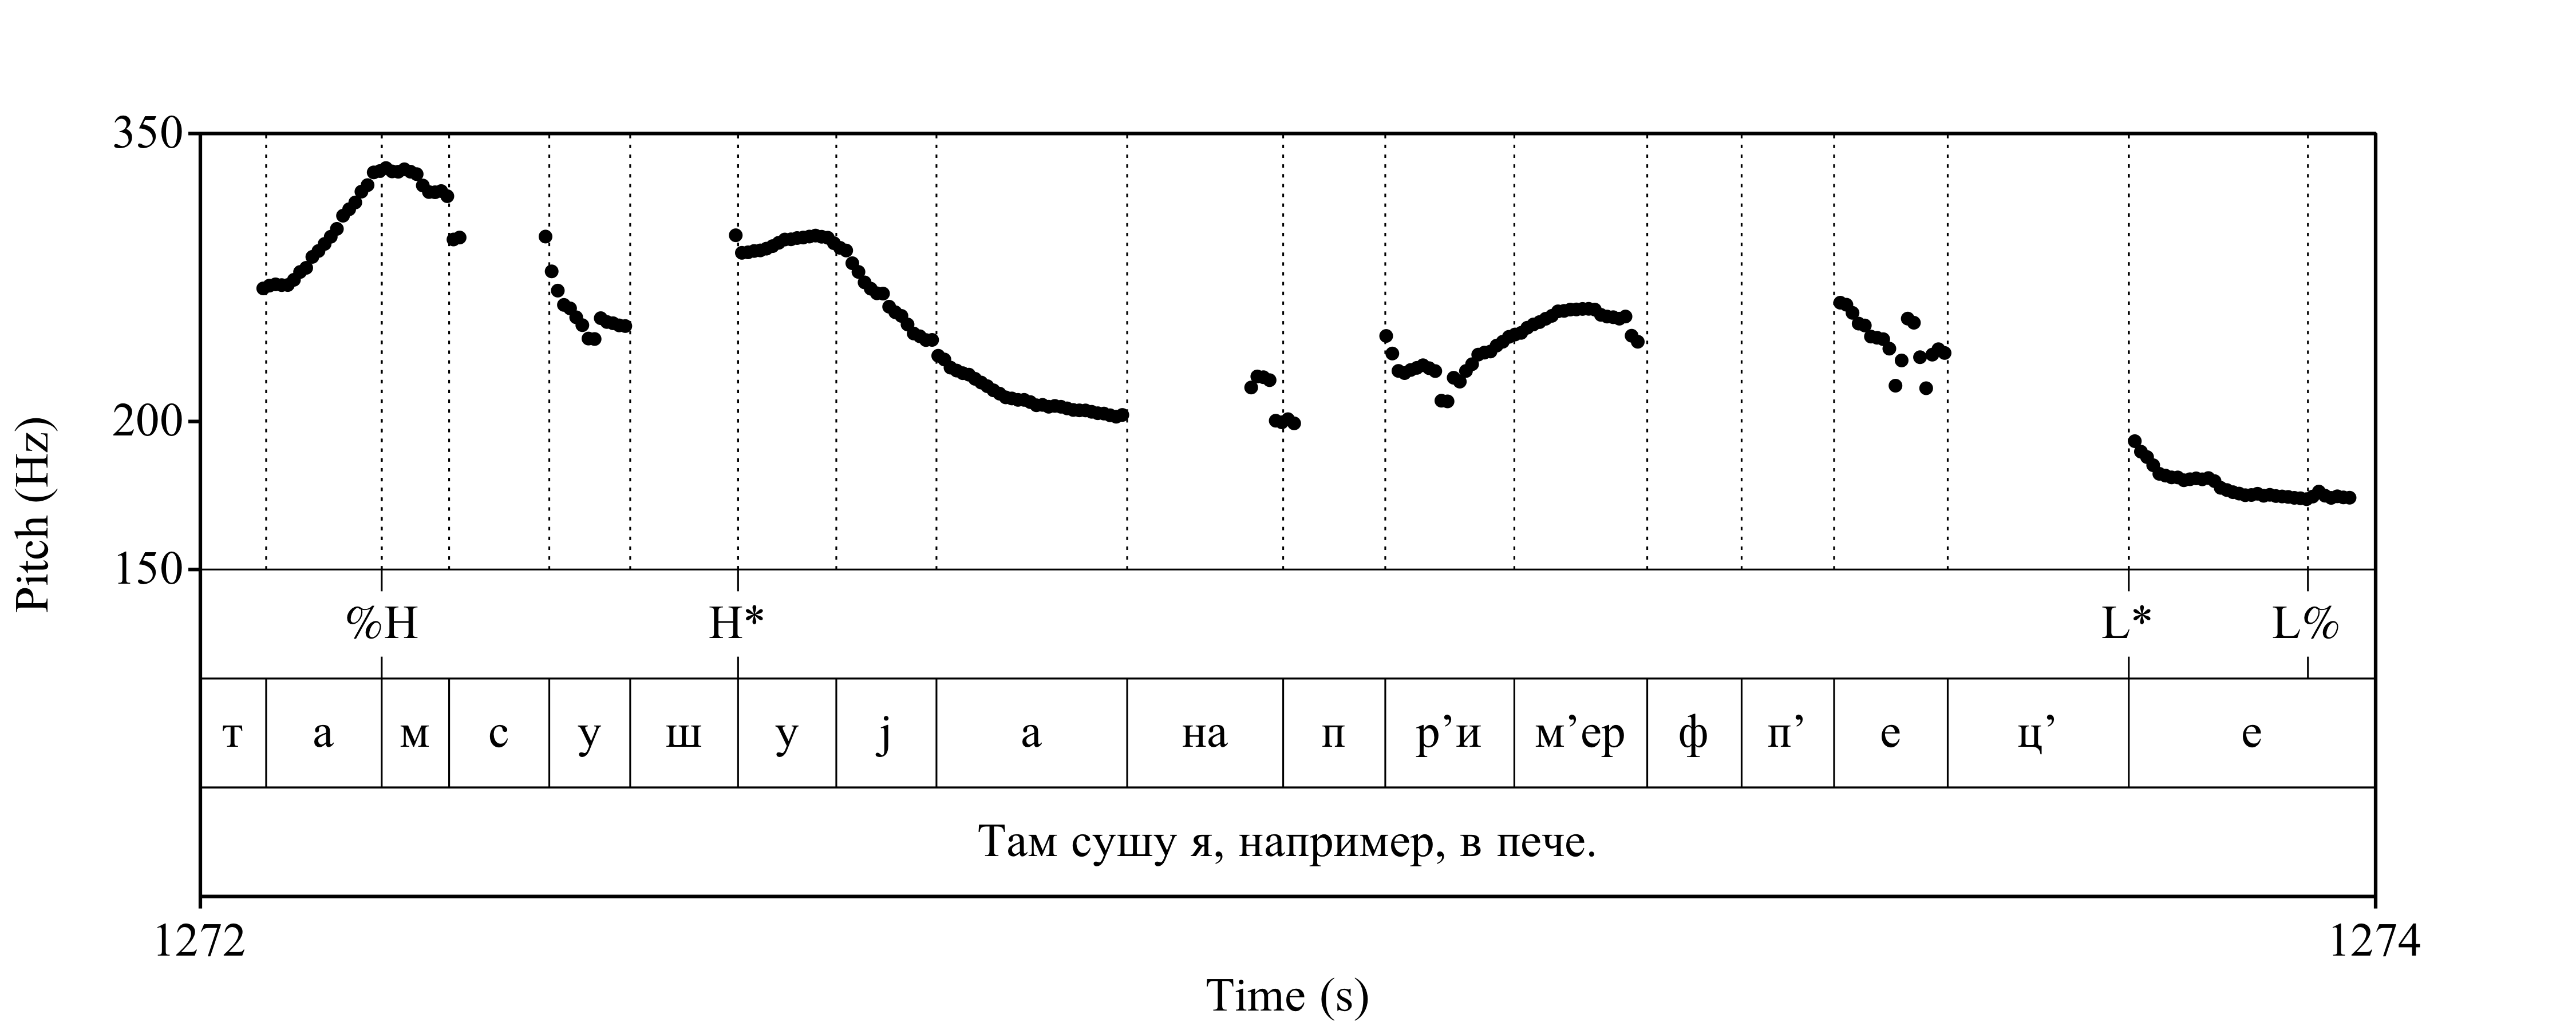 350
200
150
Pitch (Hz)
%H H* L* L%
т а м с у ш у j а на п р’и м’ер ф п’ е ц’ е
Там сушу я, например, в пече.
1272 1274
Time (s)